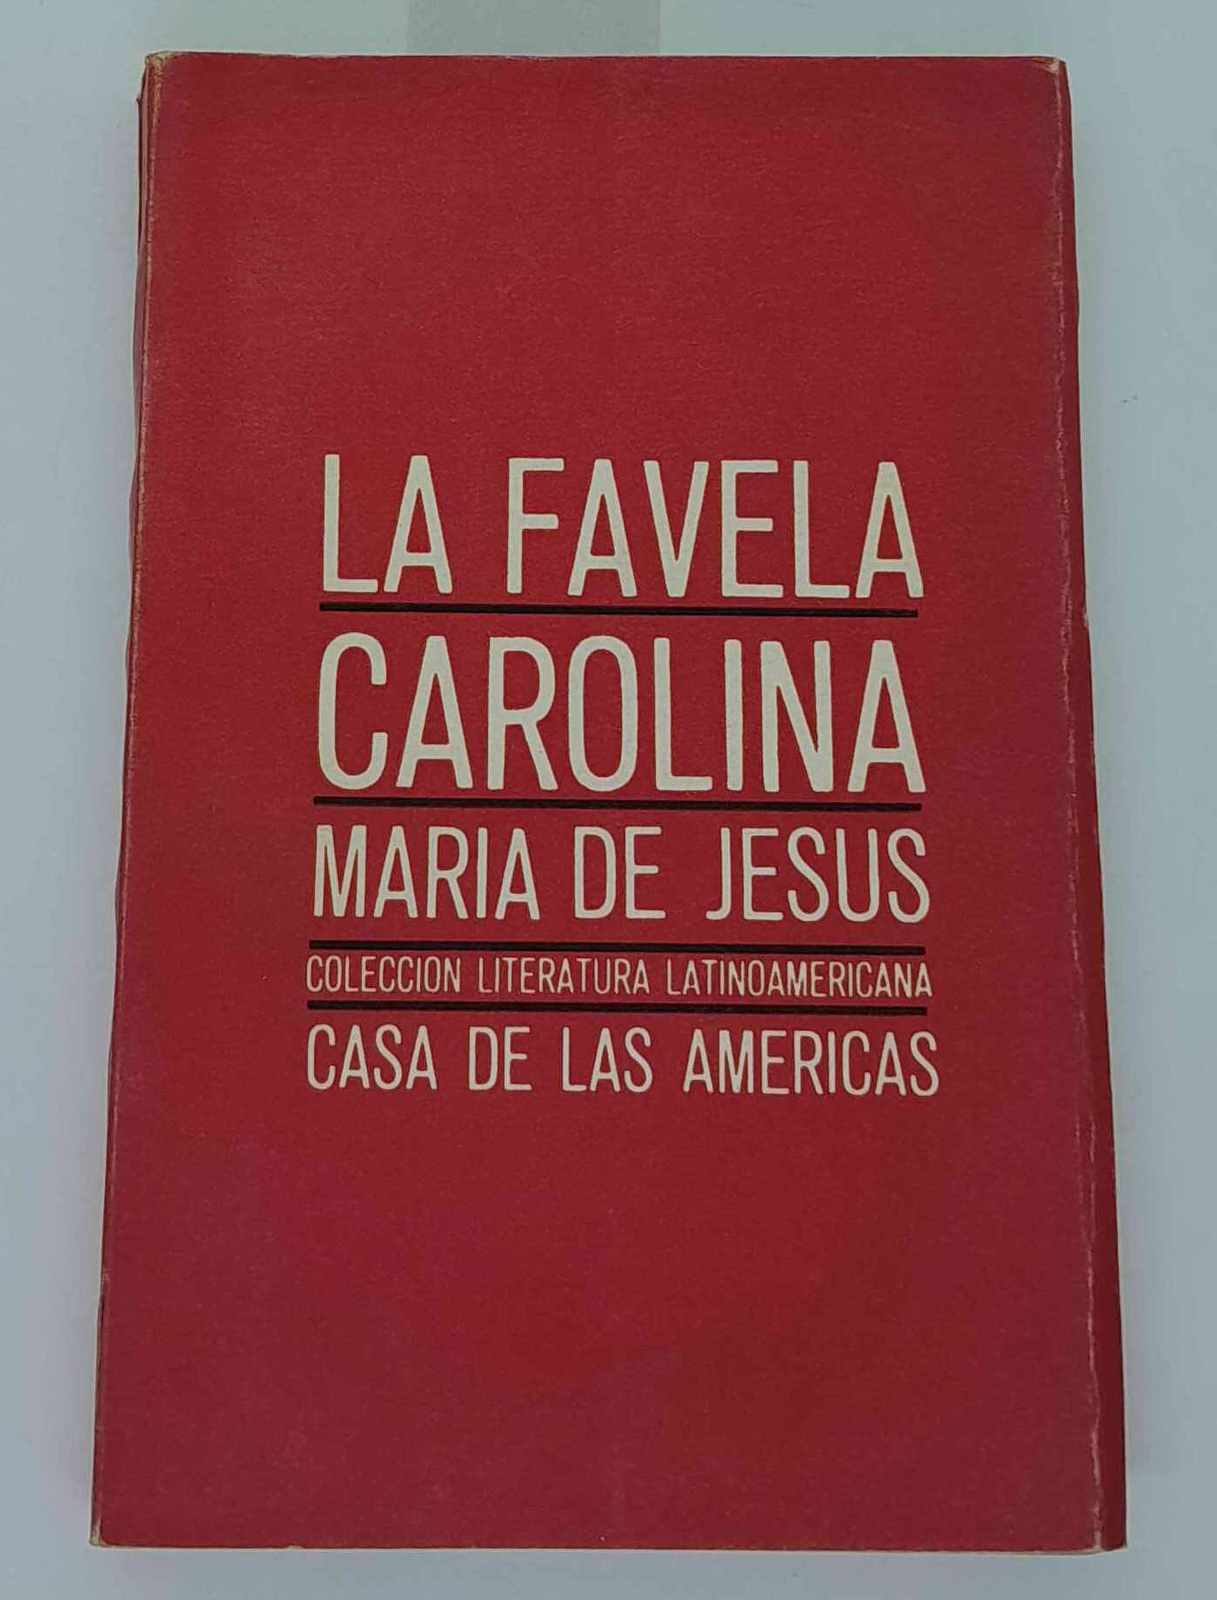 LA FAVELA
CAROLINA
MARIA DE JESUS
COLECCION LITERATURA LATINOAMERICANA
CASA DE LAS AMERICAS